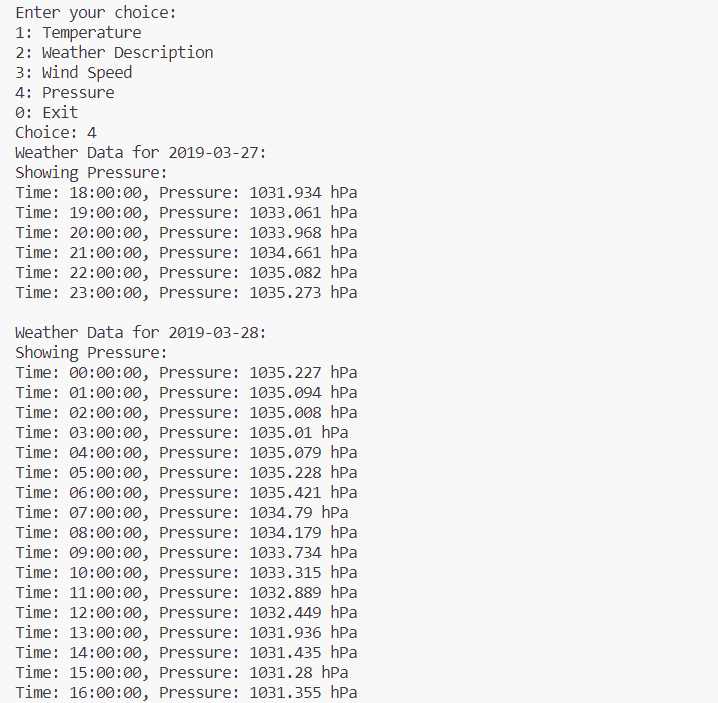 Enter your choice:
1: Temperature
2: Weather Description
3: Wind Speed
4: Pressure
0: Exit
Choice: 4
Weather Data for 2019-03-27:
Showing Pressure:
Time: 18:00:00, Pressure: 1031.934 hPa
Time: 19:00:00, Pressure: 1033.061 hPa
Time: 20:00:00, Pressure: 1033.968 hPa
Time: 21:00:00, Pressure: 1034.661 hPa
Time: 22:00:00, Pressure: 1035.082 hPa
Time: 23:00:00, Pressure: 1035.273 hPa

Weather Data for 2019-03-28:
Showing Pressure:
Time: 00:00:00, Pressure: 1035.227 hPa
Time: 01:00:00, Pressure: 1035.094 hPa
Time: 02:00:00, Pressure: 1035.008 hPa
Time: 03:00:00, Pressure: 1035.01 hPa
Time: 04:00:00, Pressure: 1035.079 hPa
Time: 05:00:00, Pressure: 1035.228 hPa
Time: 06:00:00, Pressure: 1035.421 hPa
Time: 07:00:00, Pressure: 1034.79 hPa
Time: 08:00:00, Pressure: 1034.179 hPa
Time: 09:00:00, Pressure: 1033.734 hPa
Time: 10:00:00, Pressure: 1033.315 hPa
Time: 11:00:00, Pressure: 1032.889 hPa
Time: 12:00:00, Pressure: 1032.449 hPa
Time: 13:00:00, Pressure: 1031.936 hPa
Time: 14:00:00, Pressure: 1031.435 hPa
Time: 15:00:00, Pressure: 1031.28 hPa
Time: 16:00:00, Pressure: 1031.355 hPa